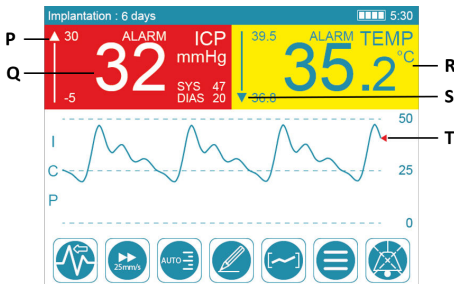 Implantation : 6 days 5:30
P 30 ALARM ICP 39.5 ALARM TEMP
Q 32 mmHg 35.2 °C R
SYS 47
-5 DIAS 20 36.8 S
50
T
I
C 25
P
0
25mm/s AUTO